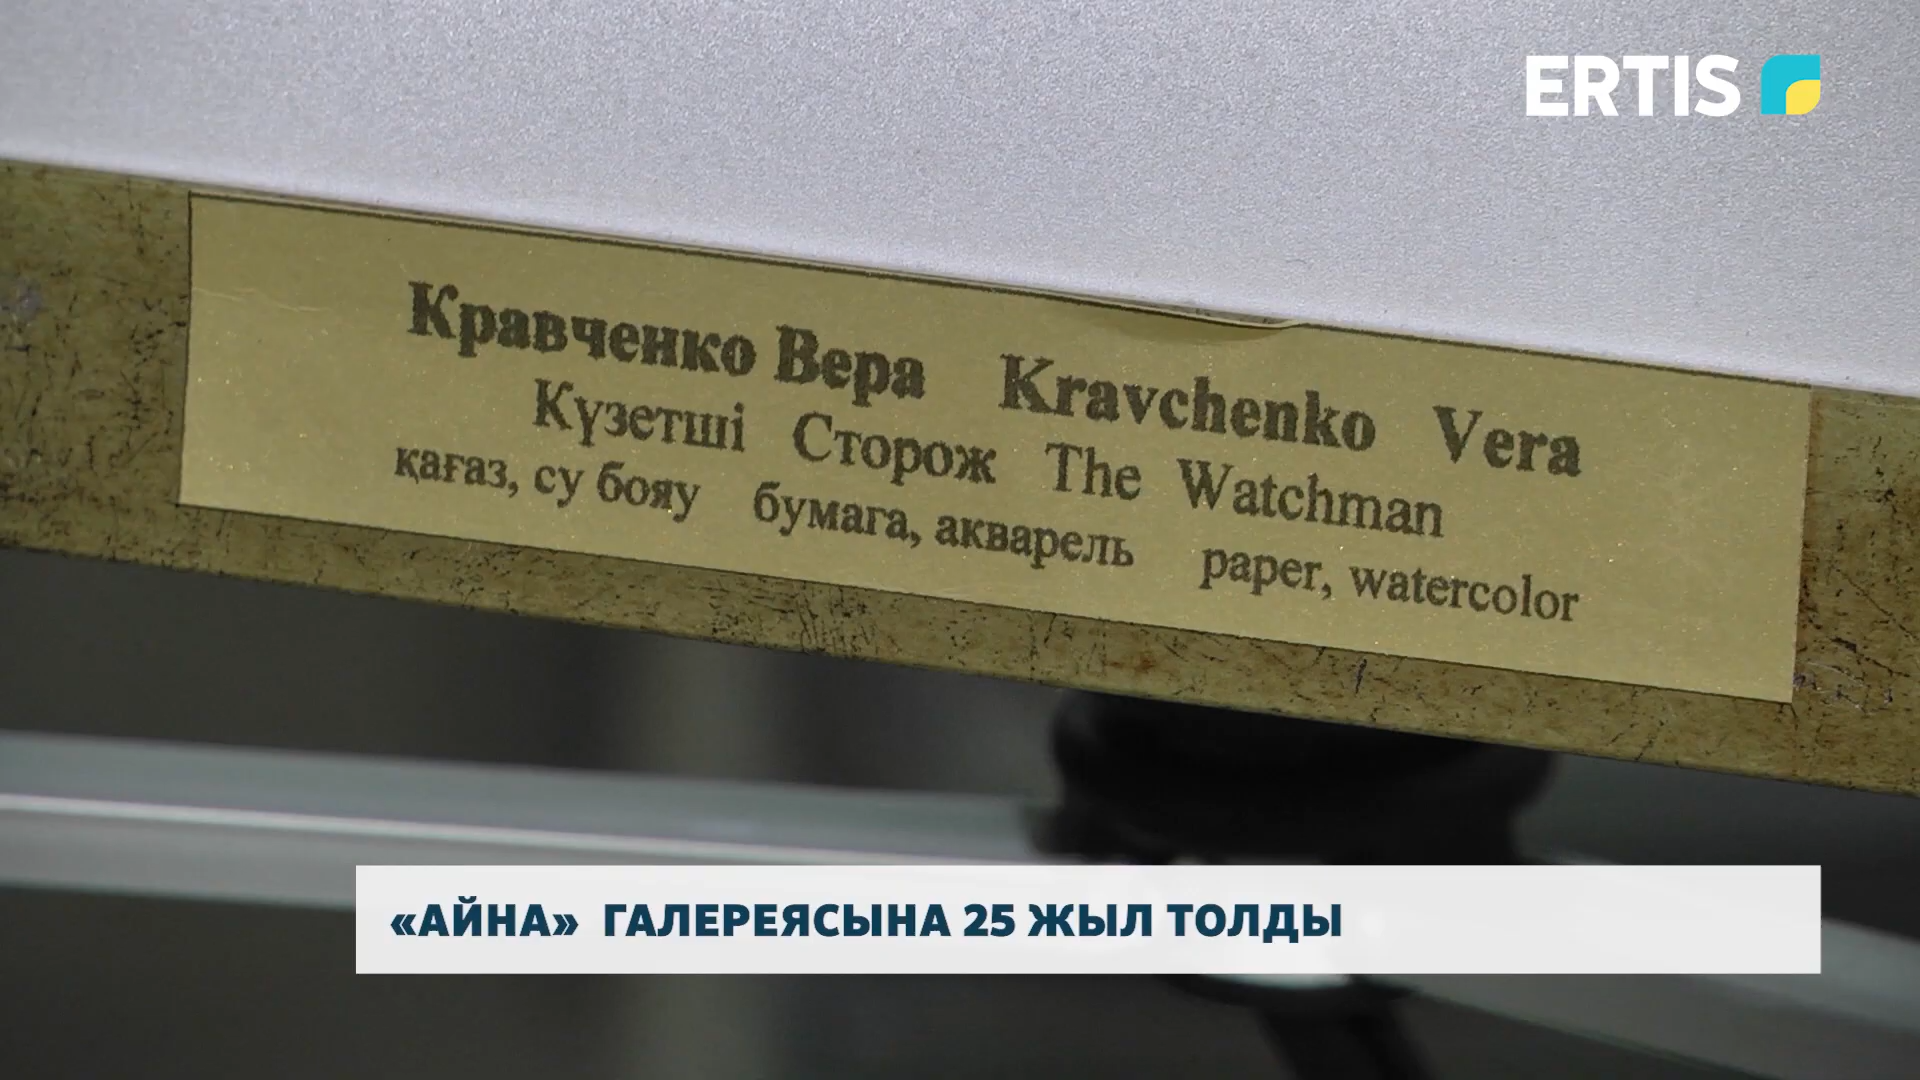 ERTIS
Кравченко Вера Kravchenko Vera
Күзетші Сторож The Watchman
қағаз, су бояу бумага, акварель paper, watercolor
«АЙНА» ГАЛЕРЕЯСЫНА 25 ЖЫЛ ТОЛДЫ